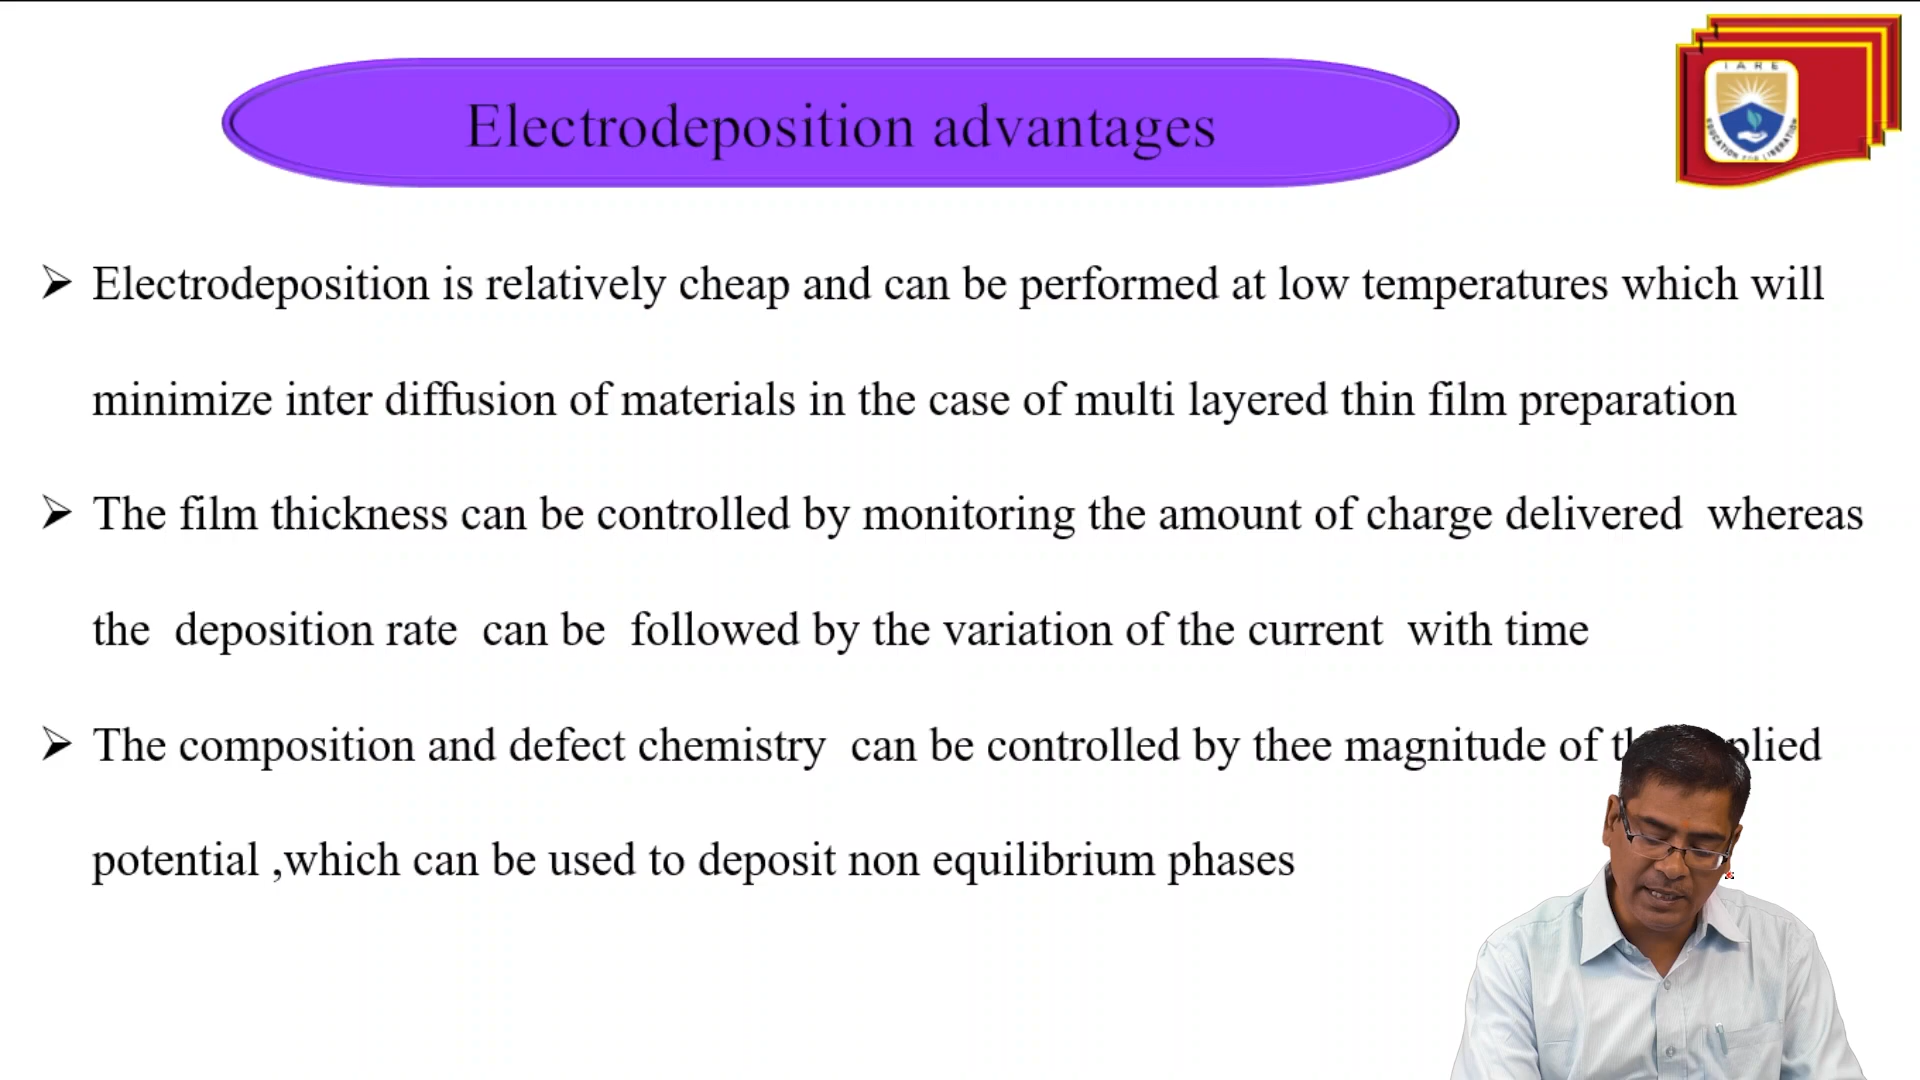 Electrodeposition advantages
IARE
EDUCATION FOR LIBERATION
➢ Electrodeposition is relatively cheap and can be performed at low temperatures which will
minimize inter diffusion of materials in the case of multi layered thin film preparation
➢ The film thickness can be controlled by monitoring the amount of charge delivered whereas
the deposition rate can be followed by the variation of the current with time
➢ The composition and defect chemistry can be controlled by thee magnitude of
potential ,which can be used to deposit non equilibrium phases